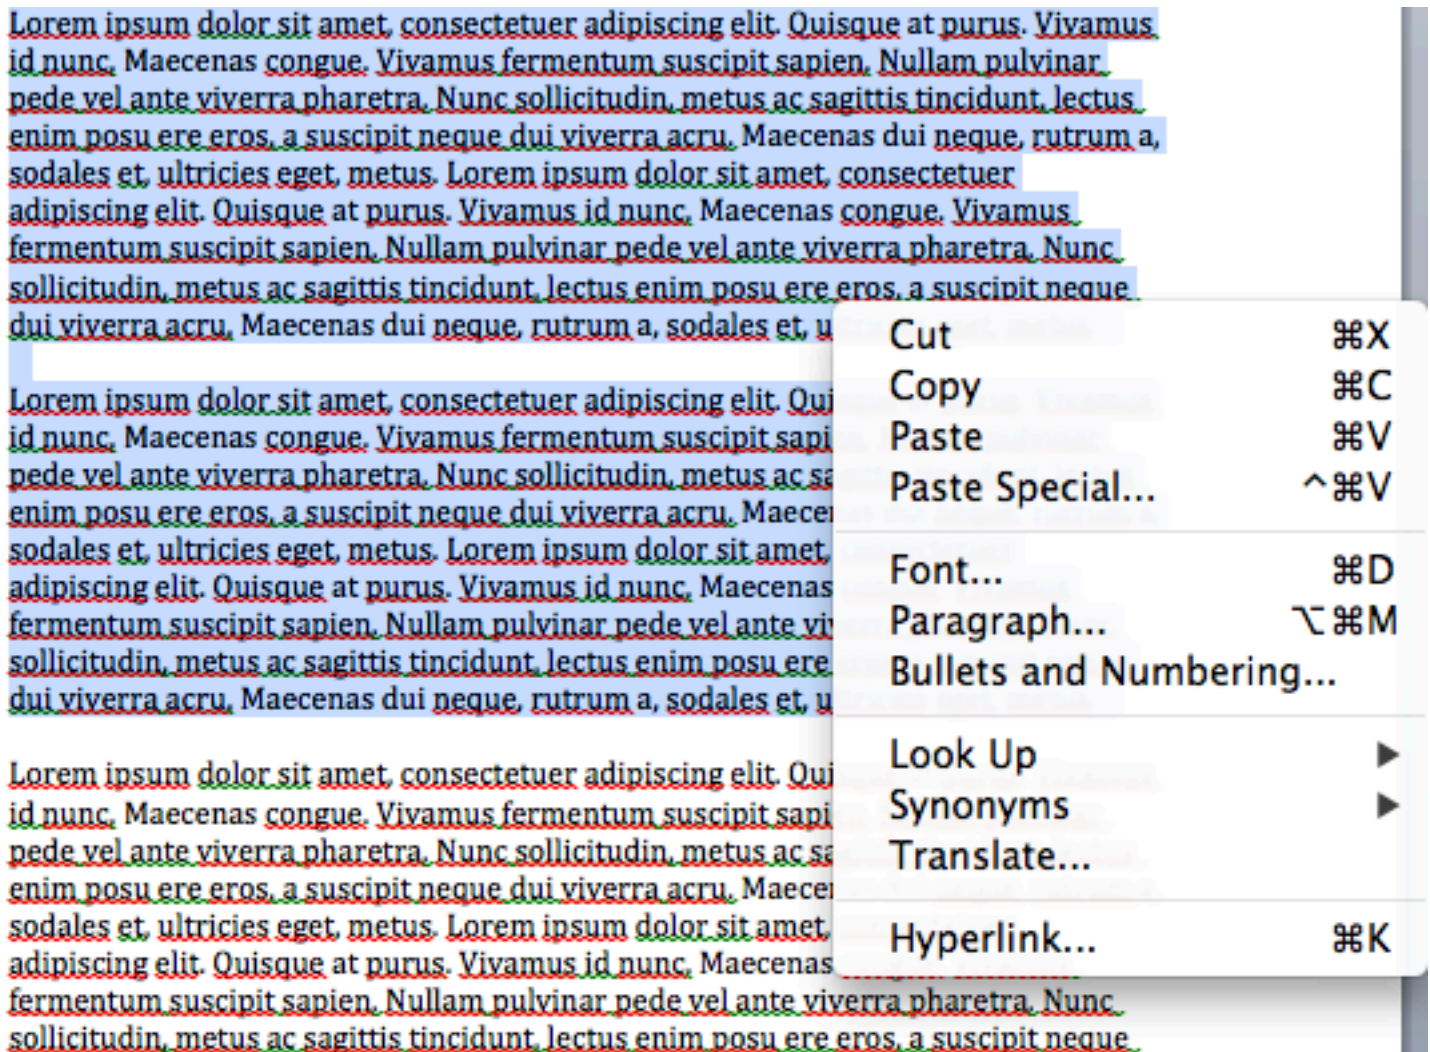 Lorem ipsum dolor sit amet, consectetuer adipiscing elit. Quisque at purus. Vivamus
id nunc. Maecenas congue. Vivamus fermentum suscipit sapien. Nullam pulvinar
pede vel ante viverra pharetra. Nunc sollicitudin, metus ac sagittis tincidunt, lectus
enim posu ere eros, a suscipit neque dui viverra acru. Maecenas dui neque, rutrum a,
sodales et, ultricies eget, metus. Lorem ipsum dolor sit amet, consectetuer
adipiscing elit. Quisque at purus. Vivamus id nunc. Maecenas congue. Vivamus
fermentum suscipit sapien. Nullam pulvinar pede vel ante viverra pharetra. Nunc
sollicitudin, metus ac sagittis tincidunt, lectus enim posu ere eros, a suscipit neque
dui viverra acru. Maecenas dui neque, rutrum a, sodales et,
Lorem ipsum dolor sit amet, consectetuer adipiscing elit.
id nunc. Maecenas congue. Vivamus fermentum suscipit
pede vel ante viverra pharetra. Nunc sollicitudin, metus ac
enim posu ere eros, a suscipit neque dui viverra acru.
sodales et, ultricies eget, metus. Lorem ipsum dolor sit amet,
adipiscing elit. Quisque at purus. Vivamus id nunc. Maecenas
fermentum suscipit sapien. Nullam pulvinar pede vel ante
sollicitudin, metus ac sagittis tincidunt, lectus enim posu ere
dui viverra acru. Maecenas dui neque, rutrum a, sodales et,
Lorem ipsum dolor sit amet, consectetuer adipiscing elit.
id nunc. Maecenas congue. Vivamus fermentum suscipit
pede vel ante viverra pharetra. Nunc sollicitudin, metus ac
enim posu ere eros, a suscipit neque dui viverra acru.
sodales et, ultricies eget, metus. Lorem ipsum dolor sit amet,
adipiscing elit. Quisque at purus. Vivamus id nunc. Maecenas
fermentum suscipit sapien. Nullam pulvinar pede vel ante viverra pharetra. Nunc
sollicitudin, metus ac sagittis tincidunt, lectus enim posu ere eros, a suscipit neque
Cut ⌘X
Copy ⌘C
Paste ⌘V
Paste Special... ^⌘V
Font... ⌘D
Paragraph... ⌥⌘M
Bullets and Numbering...
Look Up ▶
Synonyms ▶
Translate...
Hyperlink... ⌘K